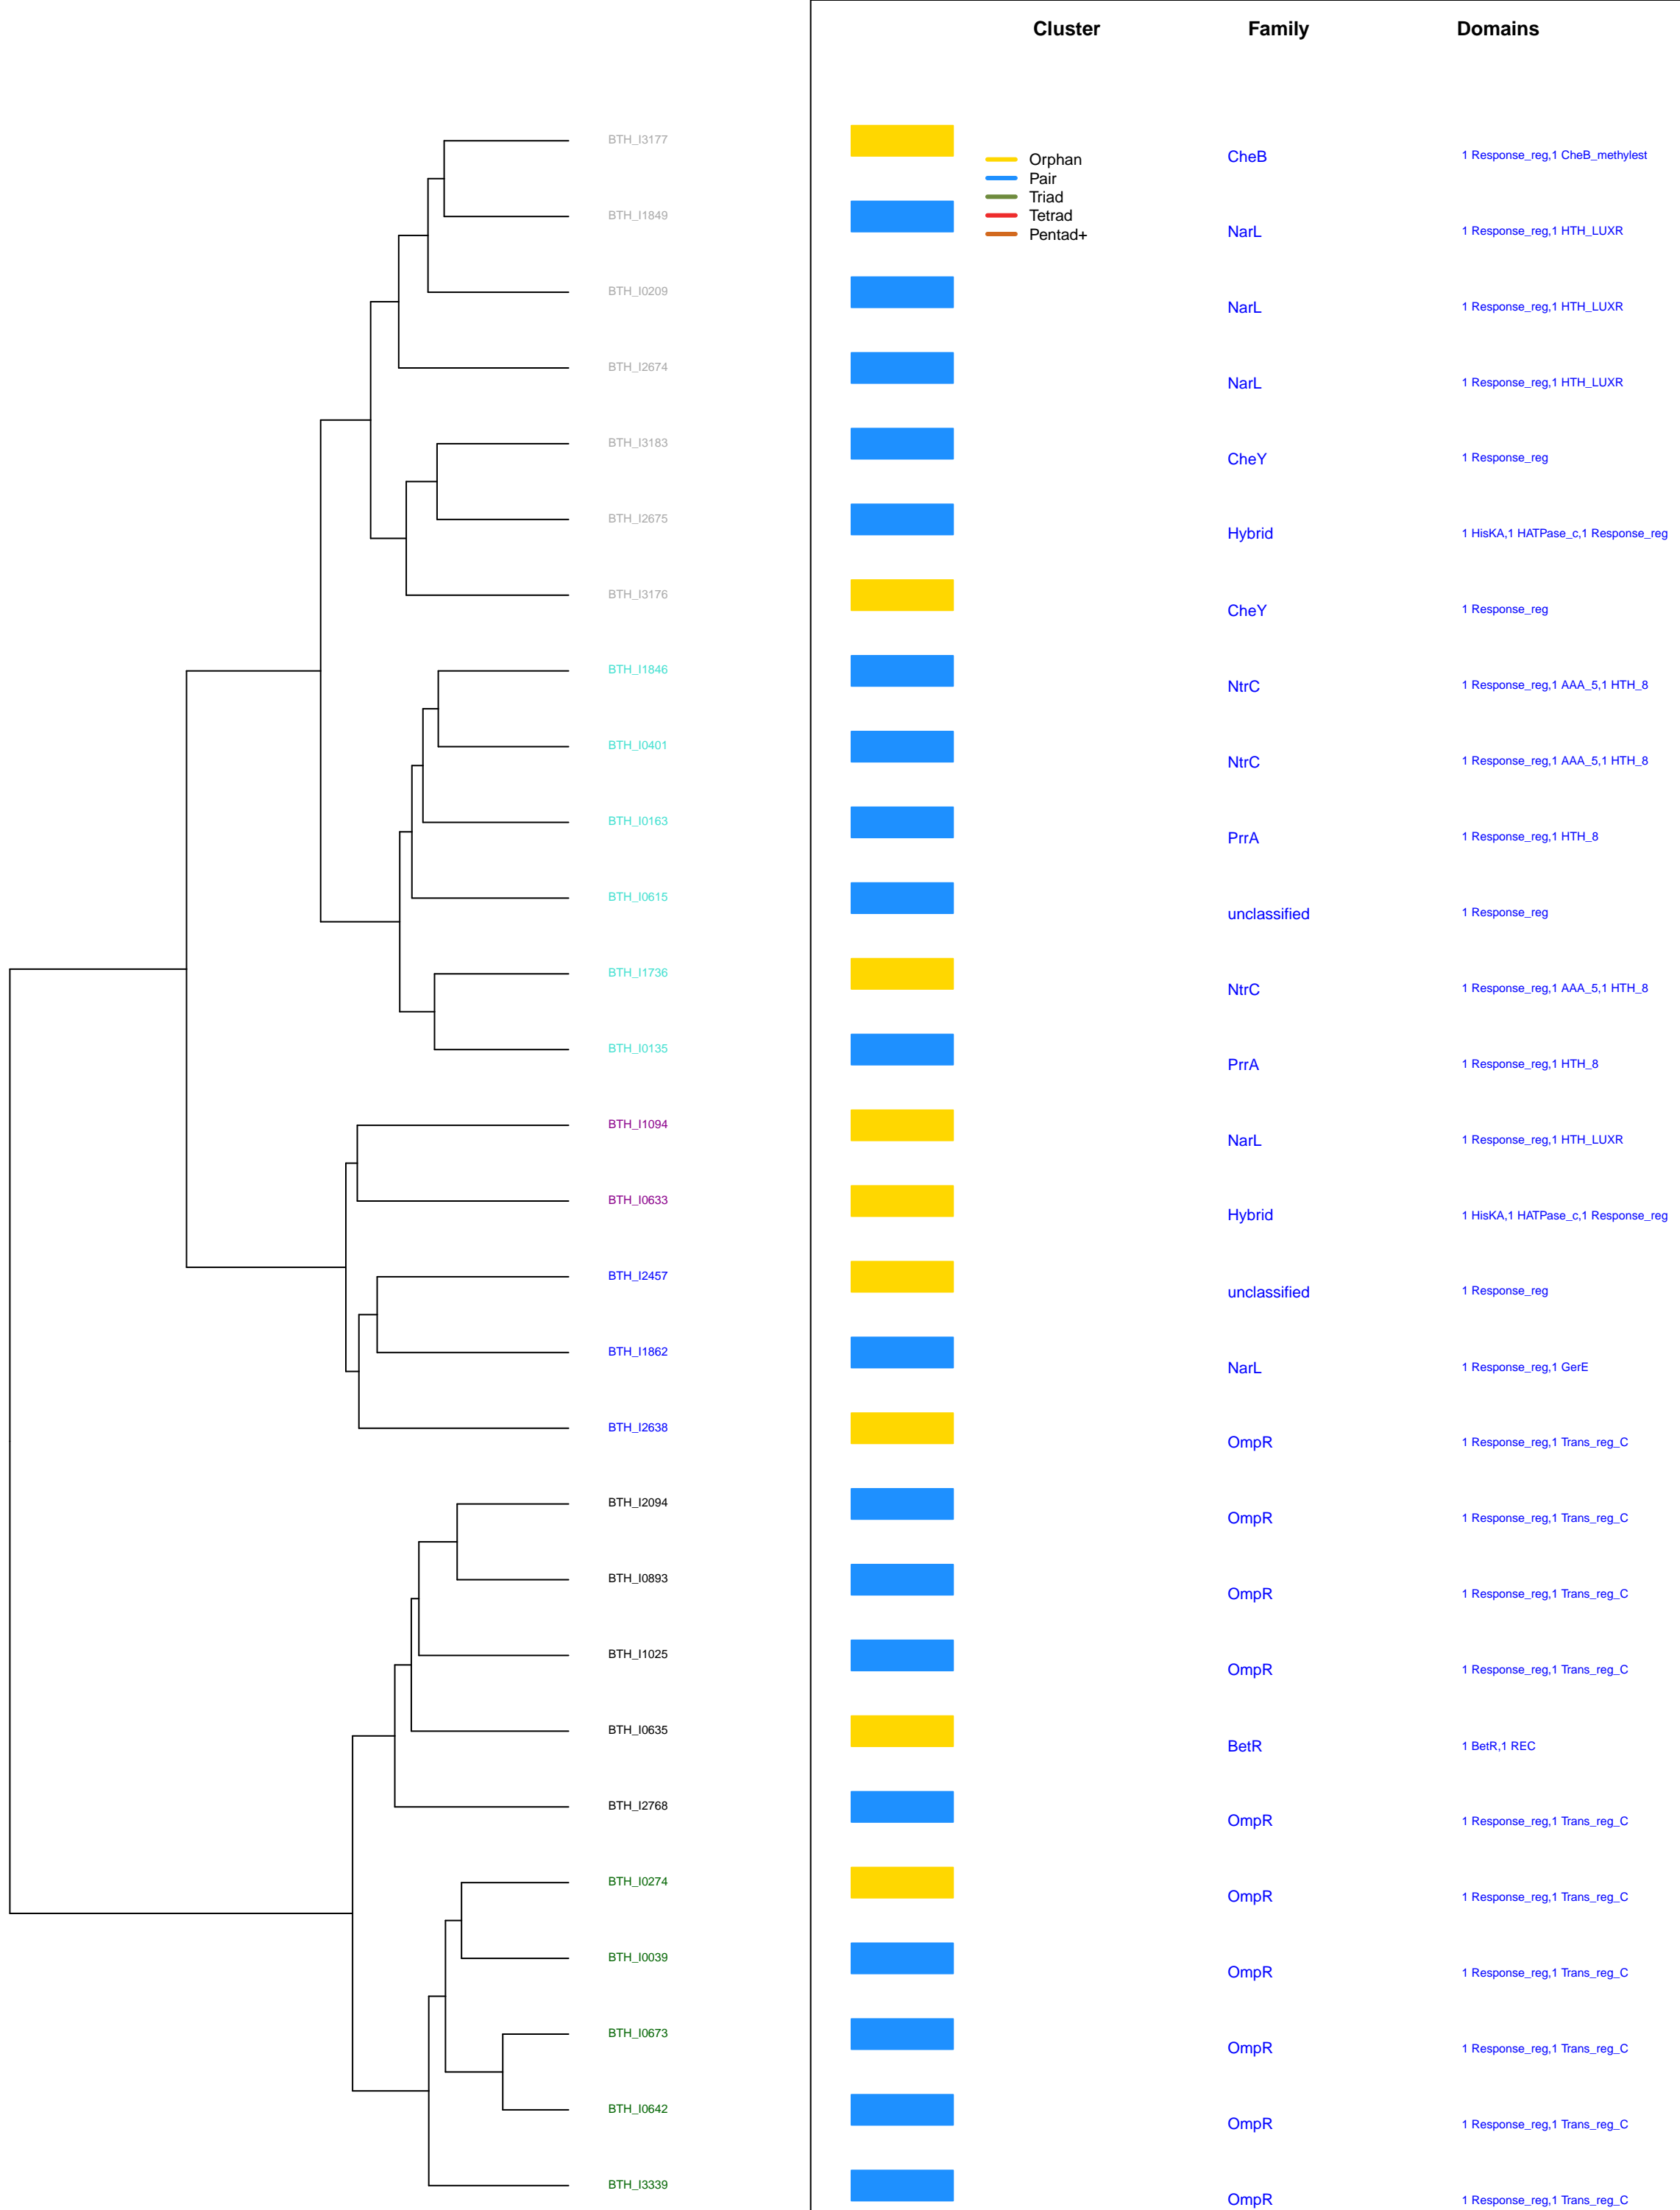 Cluster Family Domains
BTH_I3177 CheB 1 Response_reg,1 CheB_methylest
Orphan
Pair
Triad
Tetrad
Pentad+
BTH_I1849 NarL 1 Response_reg,1 HTH_LUXR
BTH_I0209 NarL 1 Response_reg,1 HTH_LUXR
BTH_I2674 NarL 1 Response_reg,1 HTH_LUXR
BTH_I3183 CheY 1 Response_reg
BTH_I2675 Hybrid 1 HisKA,1 HATPase_c,1 Response_reg
BTH_I3176 CheY 1 Response_reg
BTH_I1846 NtrC 1 Response_reg,1 AAA_5,1 HTH_8
BTH_I0401 NtrC 1 Response_reg,1 AAA_5,1 HTH_8
BTH_I0163 PrrA 1 Response_reg,1 HTH_8
BTH_I0615 unclassified 1 Response_reg
BTH_I1736 NtrC 1 Response_reg,1 AAA_5,1 HTH_8
BTH_I0135 PrrA 1 Response_reg,1 HTH_8
BTH_I1094 NarL 1 Response_reg,1 HTH_LUXR
BTH_I0633 Hybrid 1 HisKA,1 HATPase_c,1 Response_reg
BTH_I2457 unclassified 1 Response_reg
BTH_I1862 NarL 1 Response_reg,1 GerE
BTH_I2638 OmpR 1 Response_reg,1 Trans_reg_C
BTH_I2094 OmpR 1 Response_reg,1 Trans_reg_C
BTH_I0893 OmpR 1 Response_reg,1 Trans_reg_C
BTH_I1025 OmpR 1 Response_reg,1 Trans_reg_C
BTH_I0635 BetR 1 BetR,1 REC
BTH_I2768 OmpR 1 Response_reg,1 Trans_reg_C
BTH_I0274 OmpR 1 Response_reg,1 Trans_reg_C
BTH_I0039 OmpR 1 Response_reg,1 Trans_reg_C
BTH_I0673 OmpR 1 Response_reg,1 Trans_reg_C
BTH_I0642 OmpR 1 Response_reg,1 Trans_reg_C
BTH_I3339 OmpR 1 Response_reg,1 Trans_reg_C